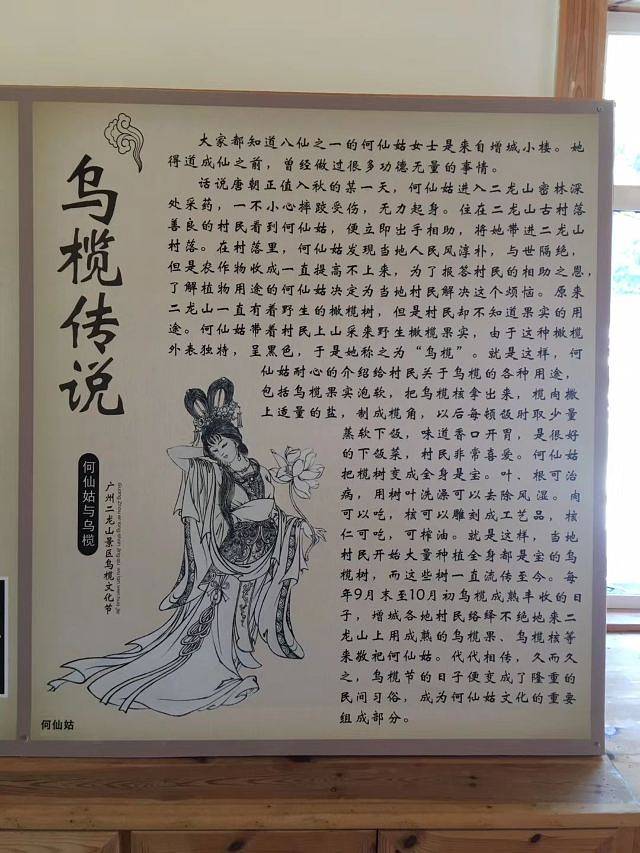 乌榄传说
何仙姑与乌榄
广州二龙山景区乌榄文化节
大家都知道八仙之一的何仙姑女士是来自增城小楼。她
得道成仙之前，曾经做过很多功德无量的事情。
话说唐朝正值入秋的某一天，何仙姑进入二龙山密林深
处采药，一不小心摔跤受伤，无力起身。住在二龙山古村落
善良的村民看到何仙姑，便立即出手相助，将她带进二龙山
村落。在村落里，何仙姑发现当地人民风淳朴，与世隔绝，
但是农作物收成一直提高不上来，为了报答村民的相助之恩，
了解植物用途的何仙姑决定为当地村民解决这个烦恼。原来
二龙山一直有着野生的橄榄树，但是村民却不知道果实的用
途。何仙姑带着村民上山采来野生橄榄果实，由于这种橄榄
外表独特，呈黑色，于是她称之为“乌榄”。就是这样，何
仙姑耐心的介绍给村民关于乌榄的各种用途，
包括乌榄果实泡软，把乌榄核拿出来，榄肉撒
上适量的盐，制成榄角，以后每顿饭时取少量
蒸软下饭，味道香口开胃，是很好
的下饭菜，村民非常喜爱。何仙姑
把榄树变成全身是宝。叶、根可治
病，用树叶洗澡可以去除风湿。肉
可以吃，核可以雕刻成工艺品，核
仁可吃，可榨油。就是这样，当地
村民开始大量种植全身都是宝的乌
榄树，而这些树一直流传至今。每
年9月末至10月初乌榄成熟丰收的日
子，增城各地村民络绎不绝地来二
龙山上用成熟的乌榄果、乌榄核等
来敬祀何仙姑。代代相传，久而久
之，乌榄节的日子便变成了隆重的
民间习俗，成为何仙姑文化的重要
组成部分。
何仙姑